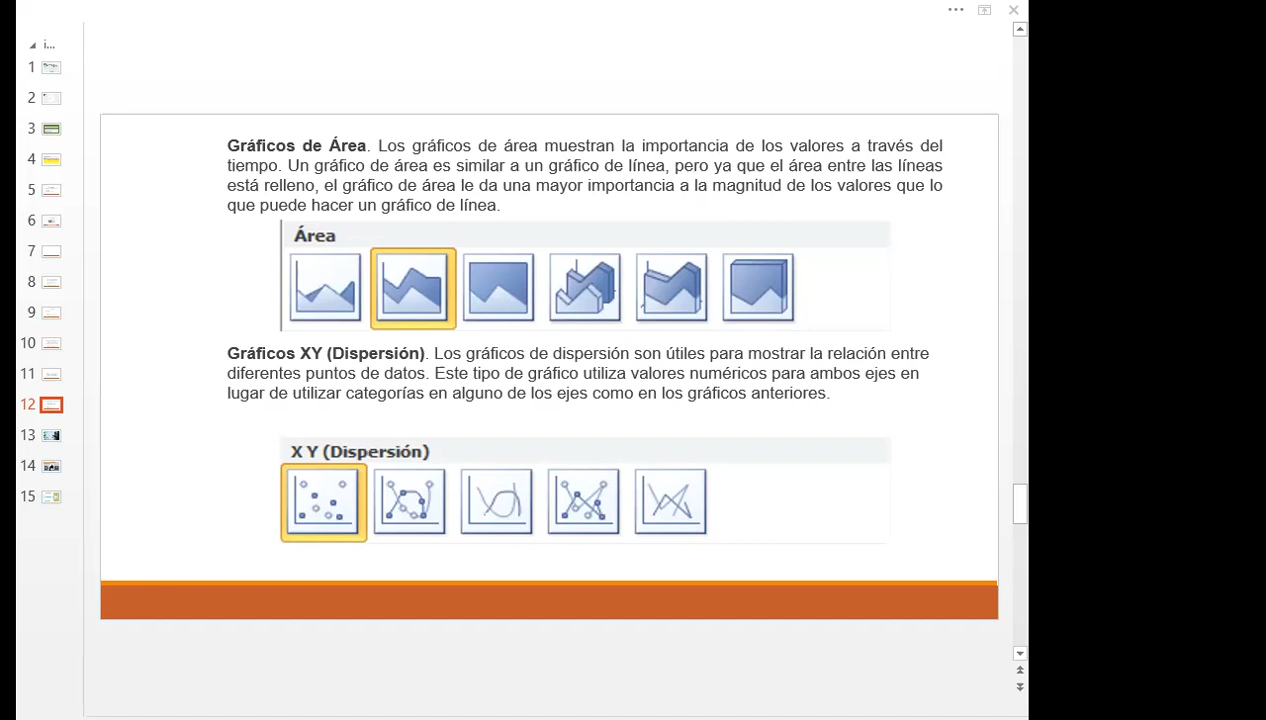 i...
1
2
3
4
5
6
7
8
9
10
11
12
13
14
15
Gráficos de Área. Los gráficos de área muestran la importancia de los valores a través del
tiempo. Un gráfico de área es similar a un gráfico de línea, pero ya que el área entre las líneas
está relleno, el gráfico de área le da una mayor importancia a la magnitud de los valores que lo
que puede hacer un gráfico de línea.
Área
Gráficos XY (Dispersión). Los gráficos de dispersión son útiles para mostrar la relación entre
diferentes puntos de datos. Este tipo de gráfico utiliza valores numéricos para ambos ejes en
lugar de utilizar categorías en alguno de los ejes como en los gráficos anteriores.
X Y (Dispersión)